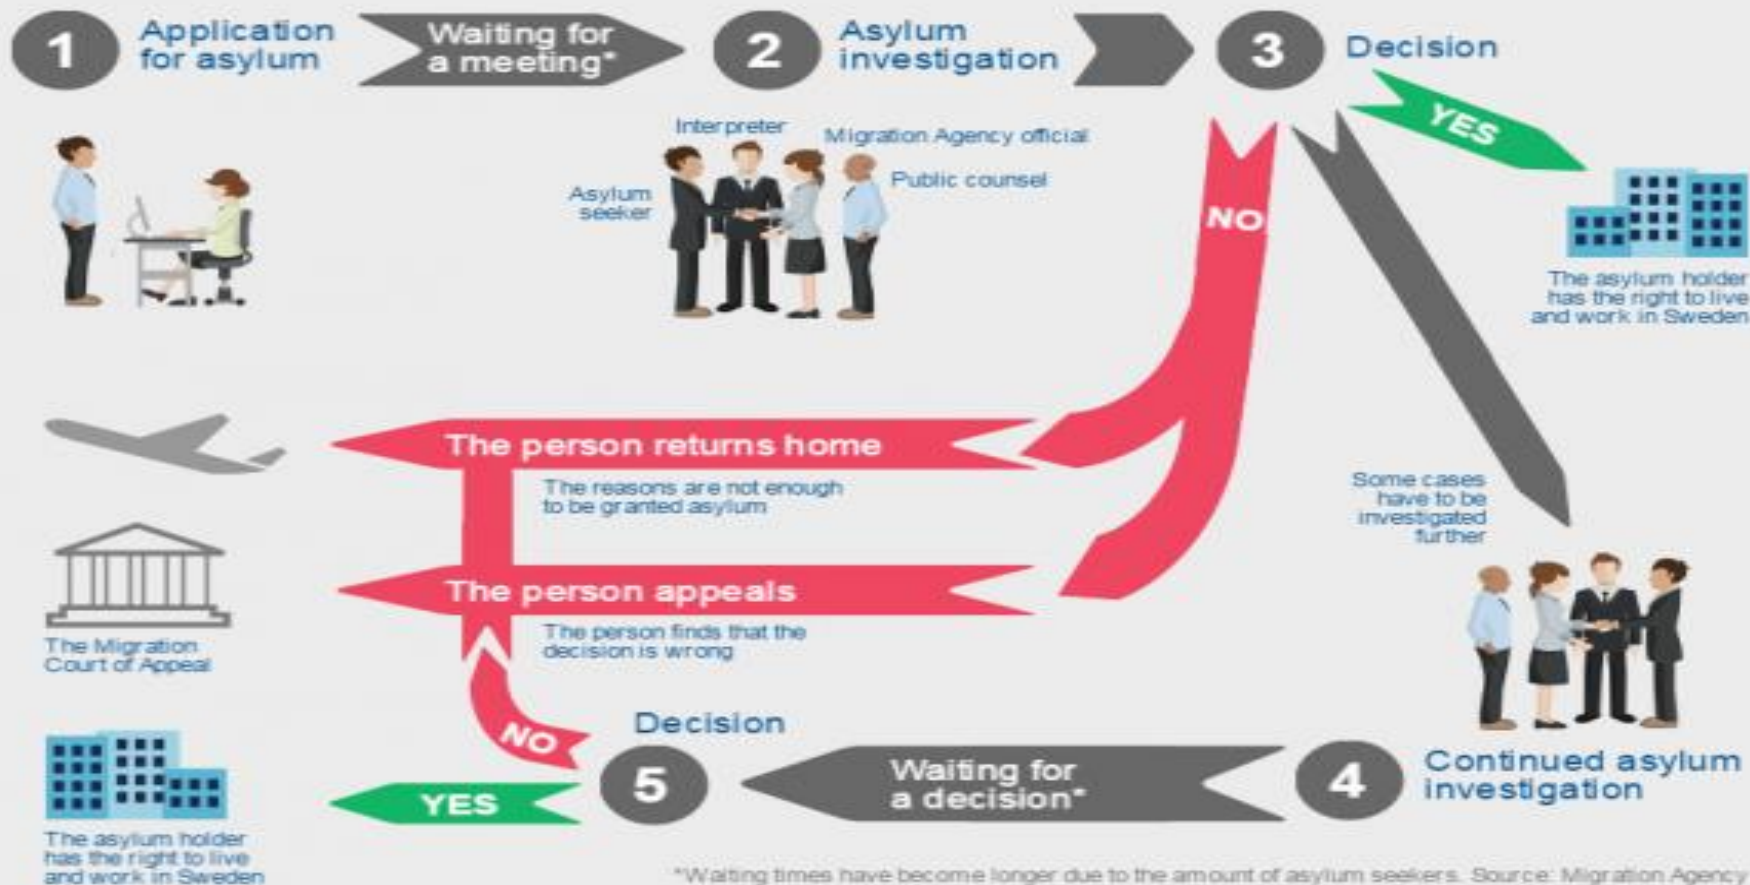 1
Application
for asylum
Waiting for
a meeting*
2
Asylum
investigation
3
Decision
YES
Interpreter
Migration Agency official
Asylum
seeker
Public counsel
NO
The asylum holder
has the right to live
and work in Sweden
The person returns home
The reasons are not enough
to be granted asylum
Some cases
have to be
investigated
further
The person appeals
The person finds that the
decision is wrong
The Migration
Court of Appeal
NO
Decision
5
Waiting for
a decision*
4
Continued asylum
investigation
YES
The asylum holder
has the right to live
and work in Sweden
*Waiting times have become longer due to the amount of asylum seekers. Source: Migration Agency